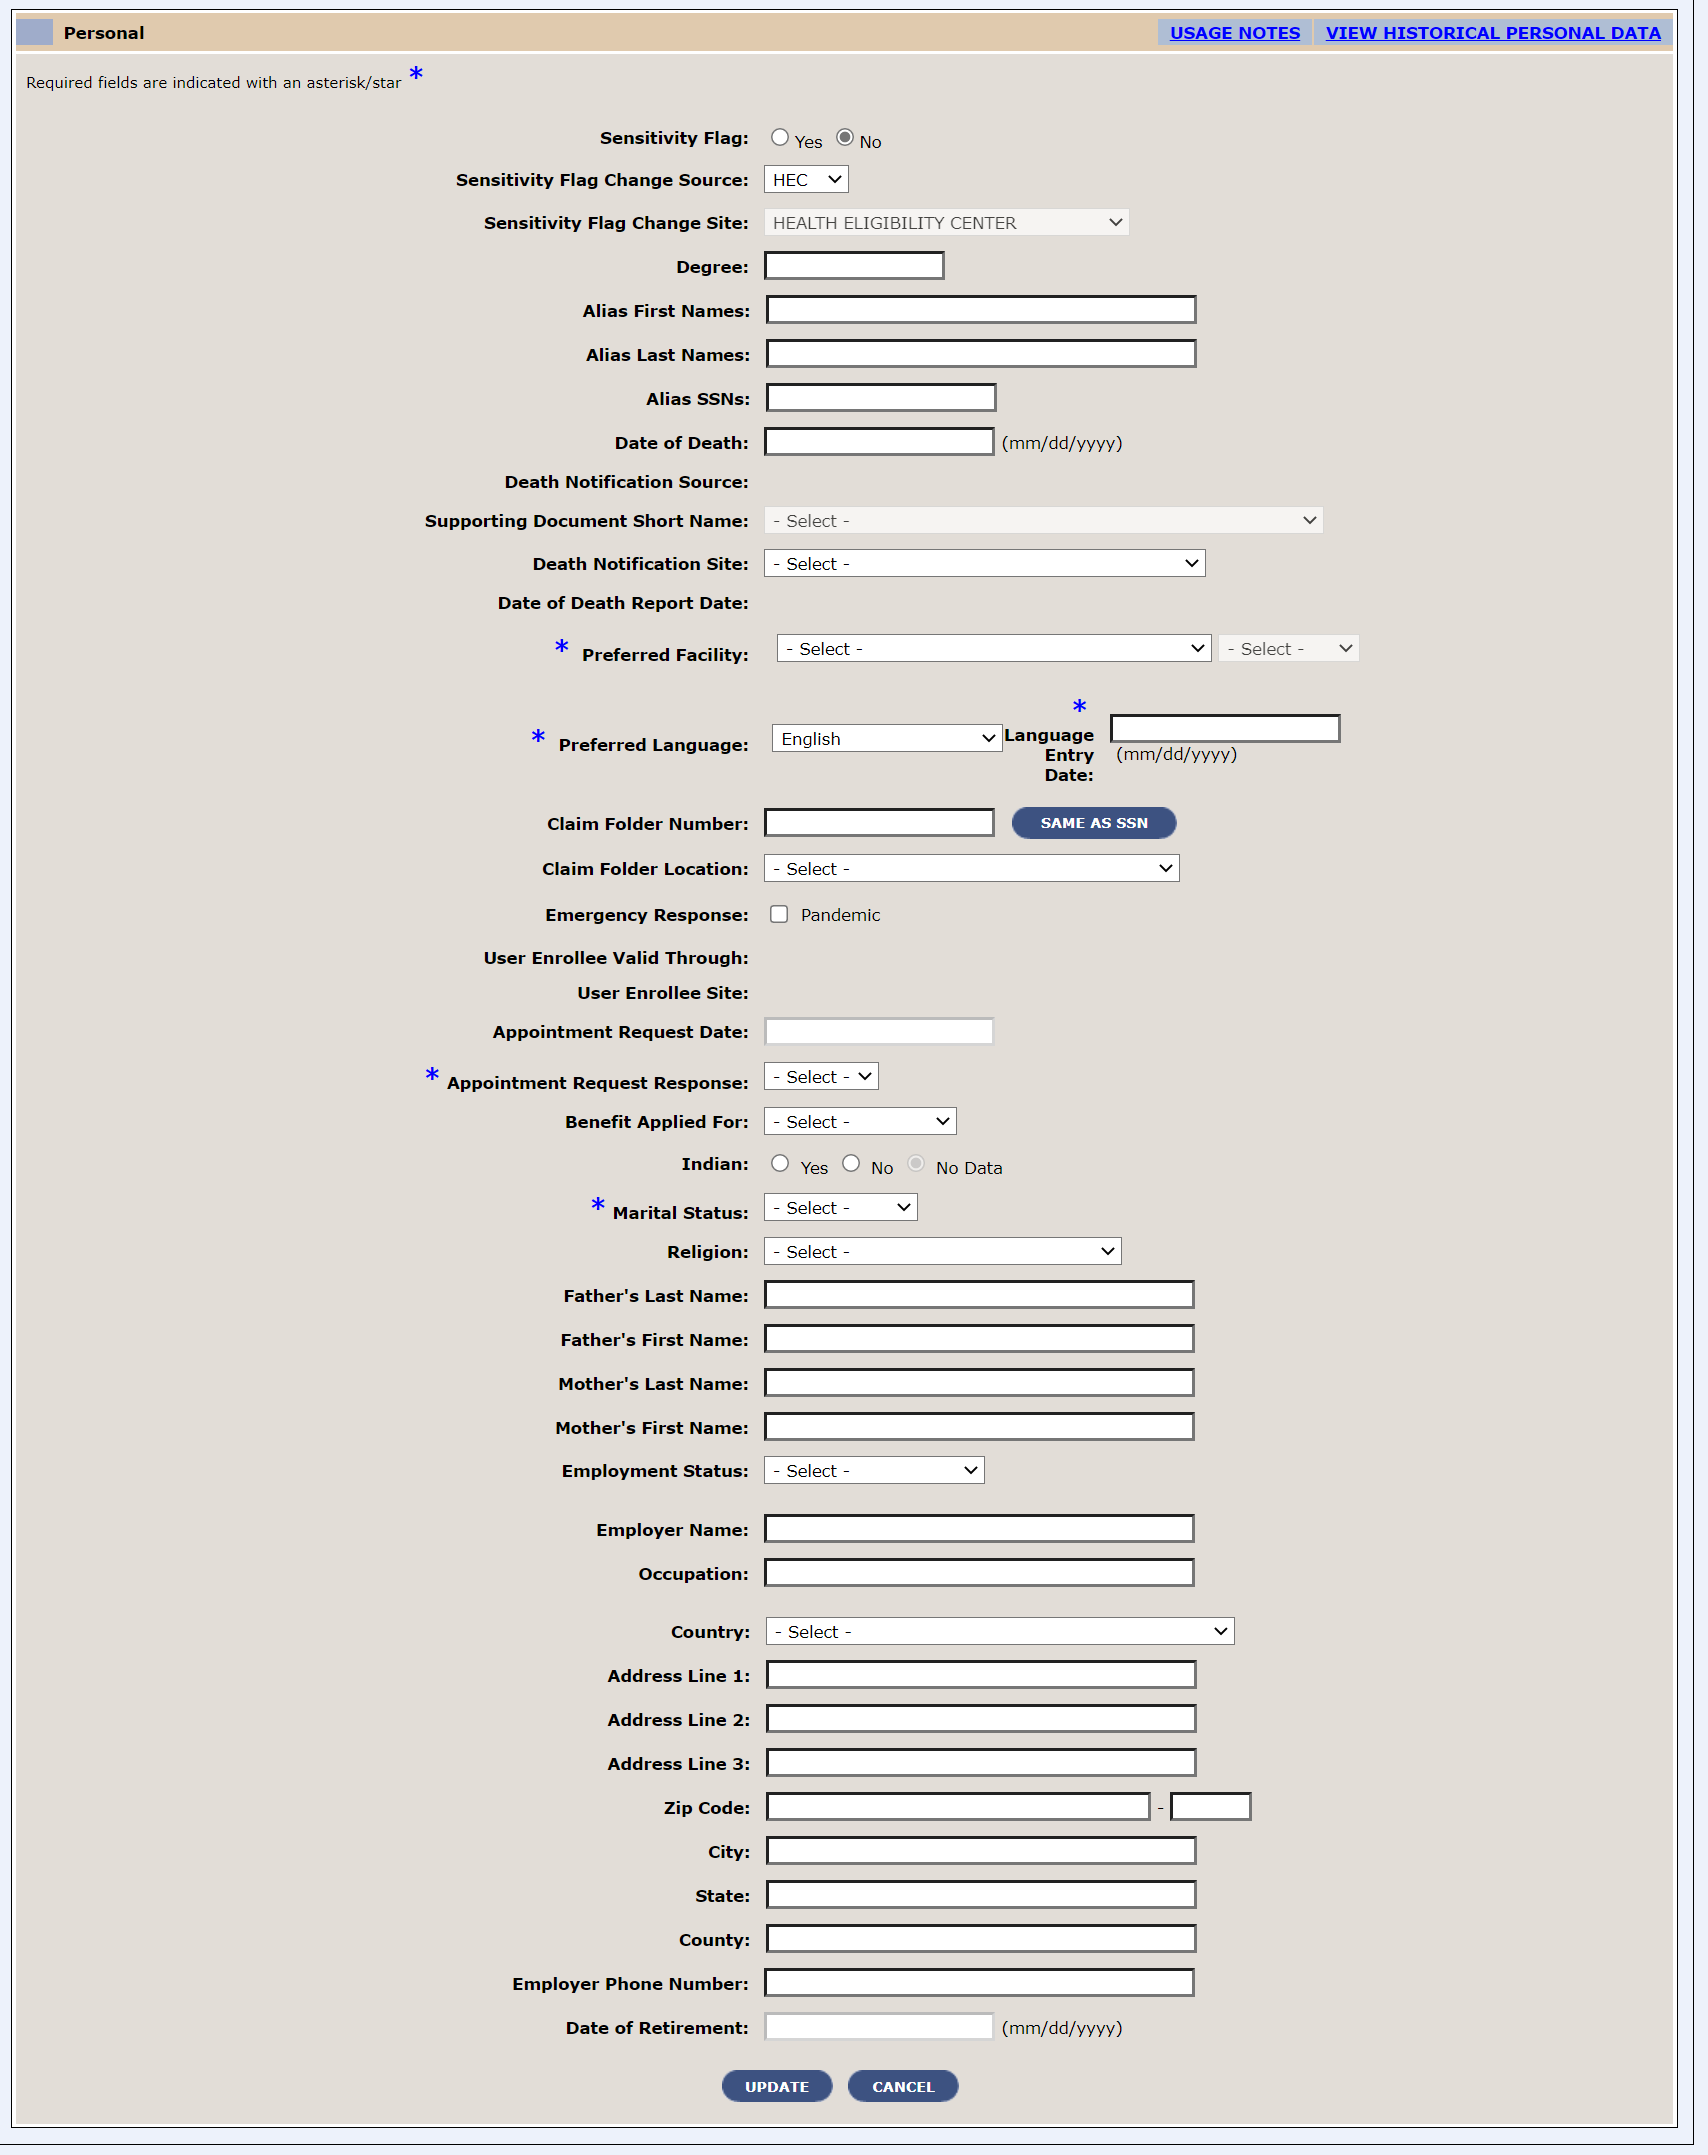 Personal USAGE NOTES VIEW HISTORICAL PERSONAL DATA
Required fields are indicated with an asterisk/star *
Sensitivity Flag: Yes No
Sensitivity Flag Change Source: HEC
Sensitivity Flag Change Site: HEALTH ELIGIBILITY CENTER
Degree:
Alias First Names:
Alias Last Names:
Alias SSNs:
Date of Death: (mm/dd/yyyy)
Death Notification Source:
Supporting Document Short Name: - Select -
Death Notification Site: - Select -
Date of Death Report Date:
* Preferred Facility: - Select - - Select -
* Preferred Language: English
*
Language
Entry
Date:
(mm/dd/yyyy)
Claim Folder Number: SAME AS SSN
Claim Folder Location: - Select -
Emergency Response: Pandemic
User Enrollee Valid Through:
User Enrollee Site:
Appointment Request Date:
* Appointment Request Response: - Select -
Benefit Applied For: - Select -
Indian: Yes No No Data
* Marital Status: - Select -
Religion: - Select -
Father's Last Name:
Father's First Name:
Mother's Last Name:
Mother's First Name:
Employment Status: - Select -
Employer Name:
Occupation:
Country: - Select -
Address Line 1:
Address Line 2:
Address Line 3:
Zip Code: -
City:
State:
County:
Employer Phone Number:
Date of Retirement: (mm/dd/yyyy)
UPDATE CANCEL